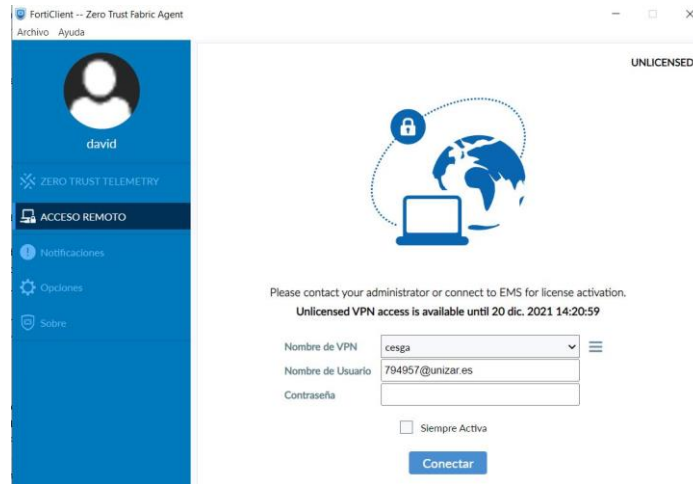 FortiClient -- Zero Trust Fabric Agent
Archivo Ayuda
UNLICENSED
david
ZERO TRUST TELEMETRY
ACCESO REMOTO
Notificaciones
Opciones
Sobre
Please contact your administrator or connect to EMS for license activation.
Unlicensed VPN access is available until 20 dic. 2021 14:20:59
Nombre de VPN cesga
Nombre de Usuario 794957@unizar.es
Contraseña
Siempre Activa
Conectar